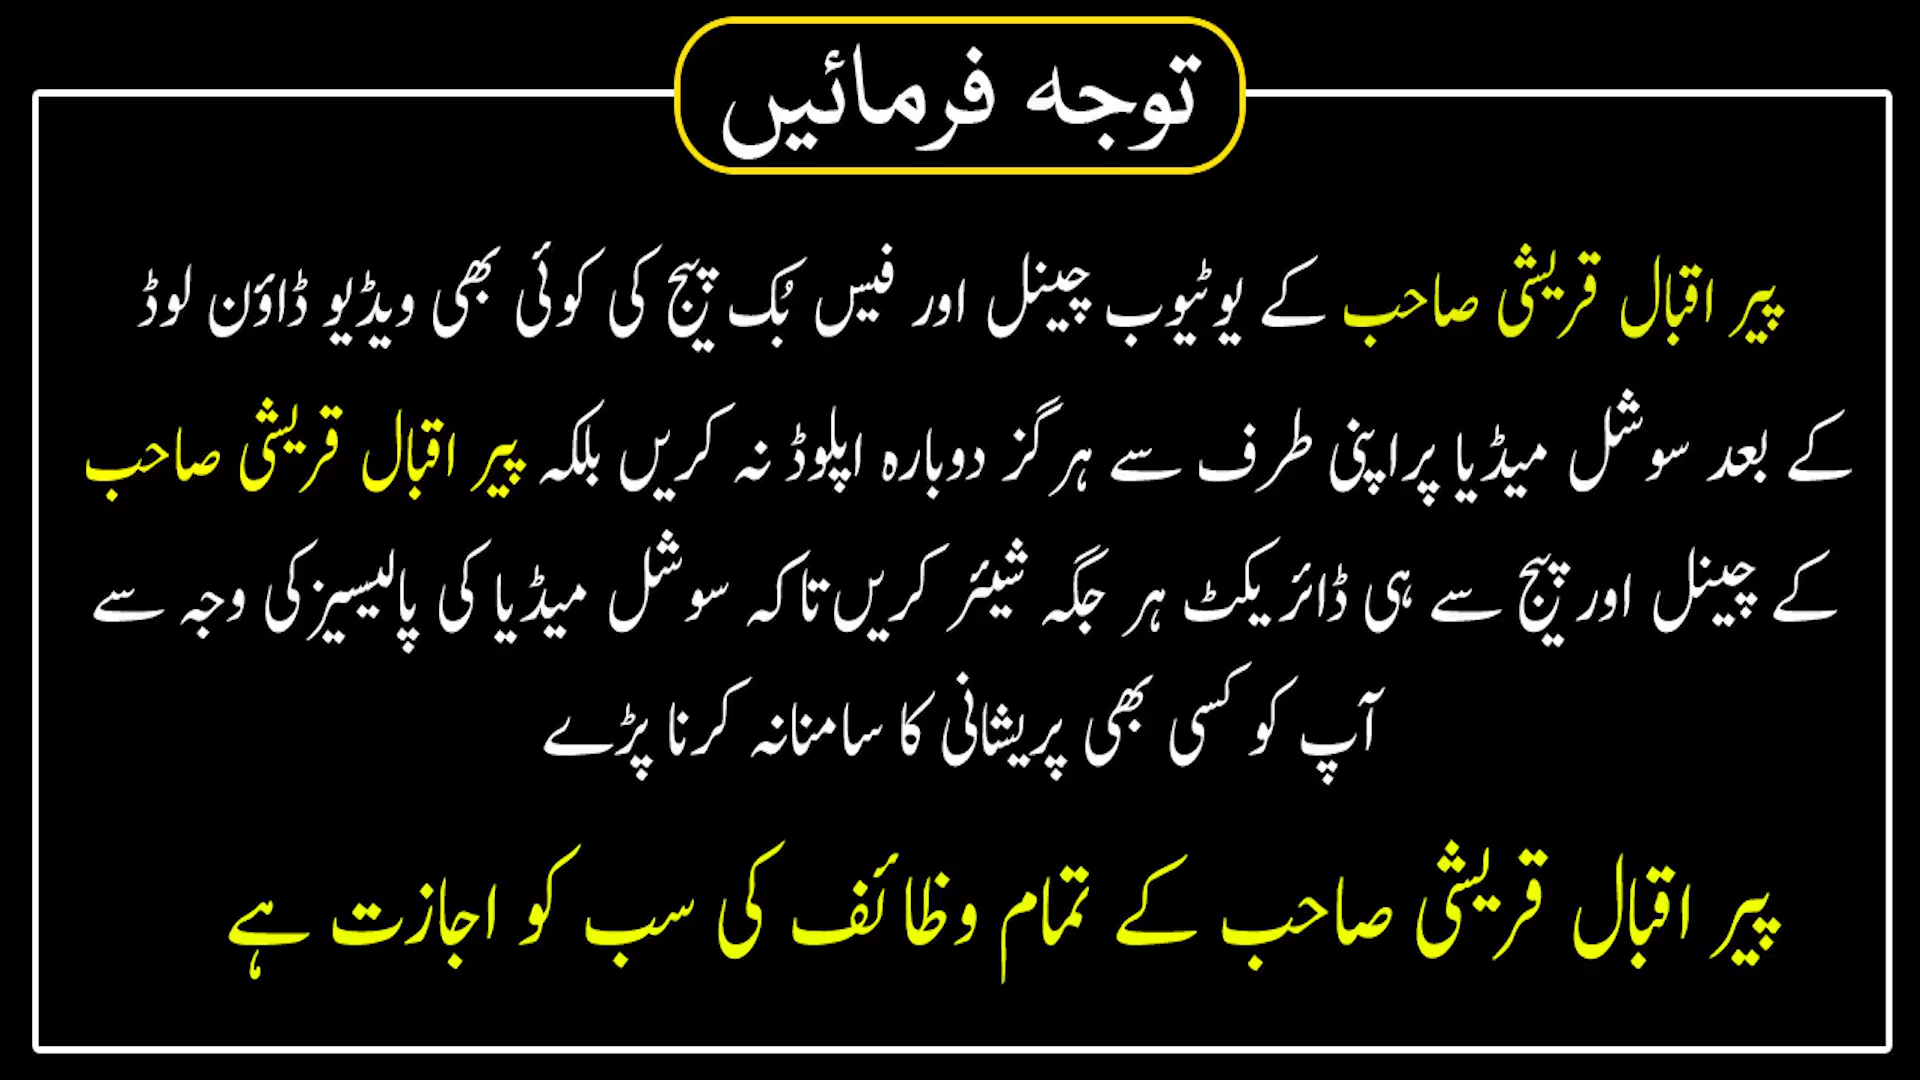 توجہ فرمائیں
پیر اقبال قریشی صاحب کے یوٹیوب چینل اور فیس بُک پیج کی کوئی بھی ویڈیو ڈاؤن لوڈ
کے بعد سوشل میڈیا پر اپنی طرف سے ہرگز دوبارہ اپلوڈ نہ کریں بلکہ پیر اقبال قریشی صاحب
کے چینل اور پیج سے ہی ڈائریکٹ ہر جگہ شیئر کریں تاکہ سوشل میڈیا کی پالیسیز کی وجہ سے
آپ کو کسی بھی پریشانی کا سامنا نہ کرنا پڑے
پیر اقبال قریشی صاحب کے تمام وظائف کی سب کو اجازت ہے